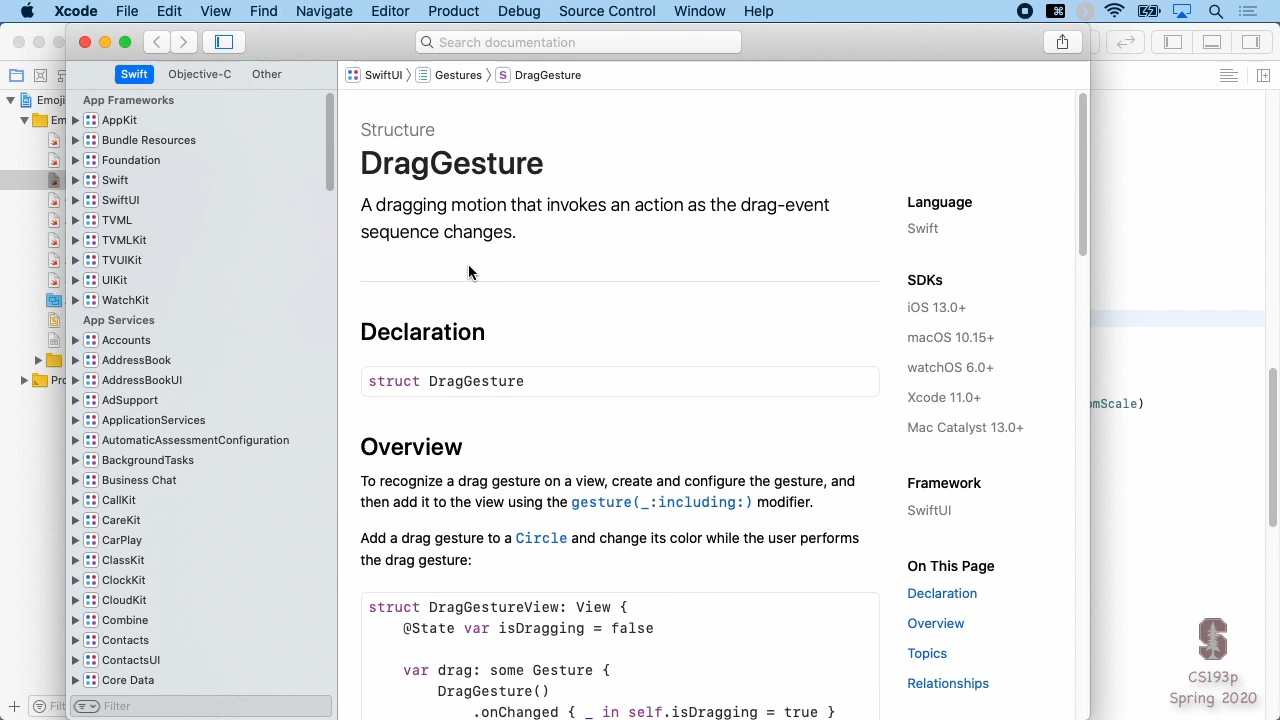 Xcode File Edit View Find Navigate Editor Product Debug Source Control Window Help
Search documentation
Swift Objective-C Other
SwiftUI Gestures DragGesture
Emoji
Em
Pro
Filt
App Frameworks
AppKit
Bundle Resources
Foundation
Swift
SwiftUI
TVML
TVMLKit
TVUIKit
UIKit
WatchKit
App Services
Accounts
AddressBook
AddressBookUI
AdSupport
ApplicationServices
AutomaticAssessmentConfiguration
BackgroundTasks
Business Chat
CallKit
CareKit
CarPlay
ClassKit
ClockKit
CloudKit
Combine
Contacts
ContactsUI
Core Data
Filter
Structure
DragGesture
A dragging motion that invokes an action as the drag-event
sequence changes.
Declaration
struct DragGesture
Overview
To recognize a drag gesture on a view, create and configure the gesture, and
then add it to the view using the gesture(_:including:) modifier.
Add a drag gesture to a Circle and change its color while the user performs
the drag gesture:
struct DragGestureView: View {
@State var isDragging = false
var drag: some Gesture {
DragGesture()
.onChanged { _ in self.isDragging = true }
Language
Swift
SDKs
iOS 13.0+
macOS 10.15+
watchOS 6.0+
Xcode 11.0+
Mac Catalyst 13.0+
Framework
SwiftUI
On This Page
Declaration
Overview
Topics
Relationships
omScale)
CS193p
Spring 2020